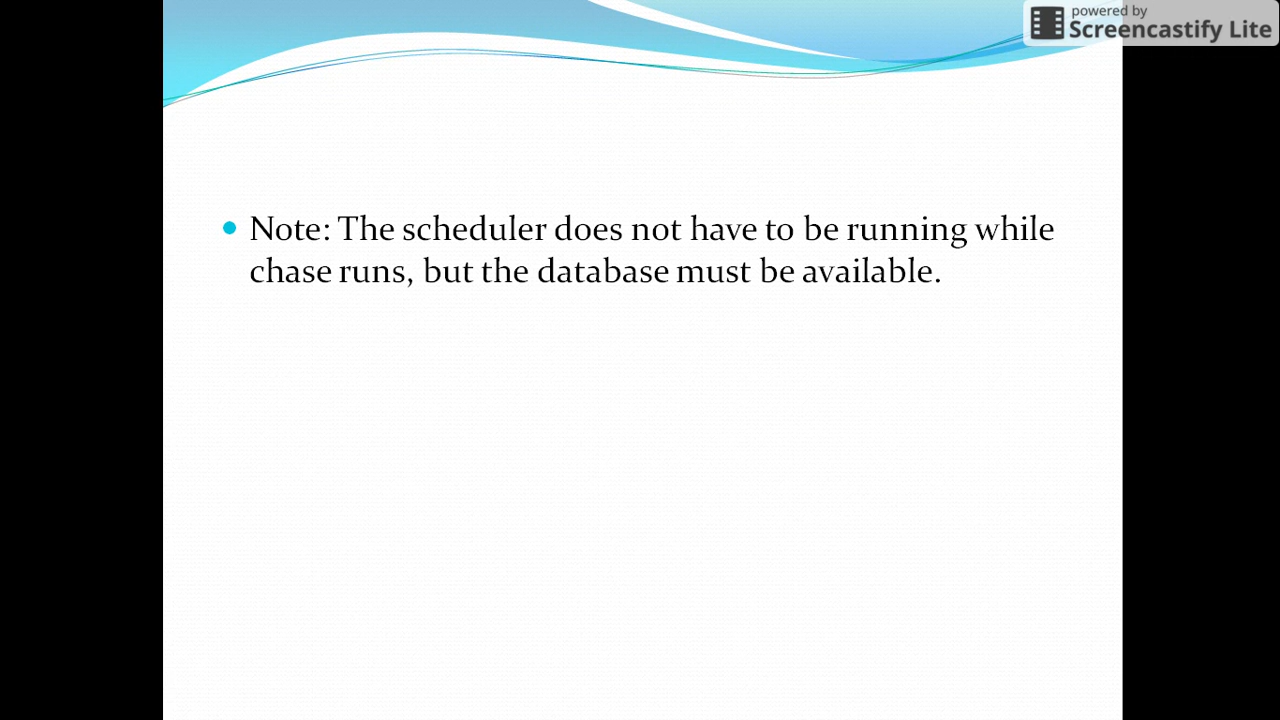 powered by
Screencastify Lite
Note: The scheduler does not have to be running while
chase runs, but the database must be available.